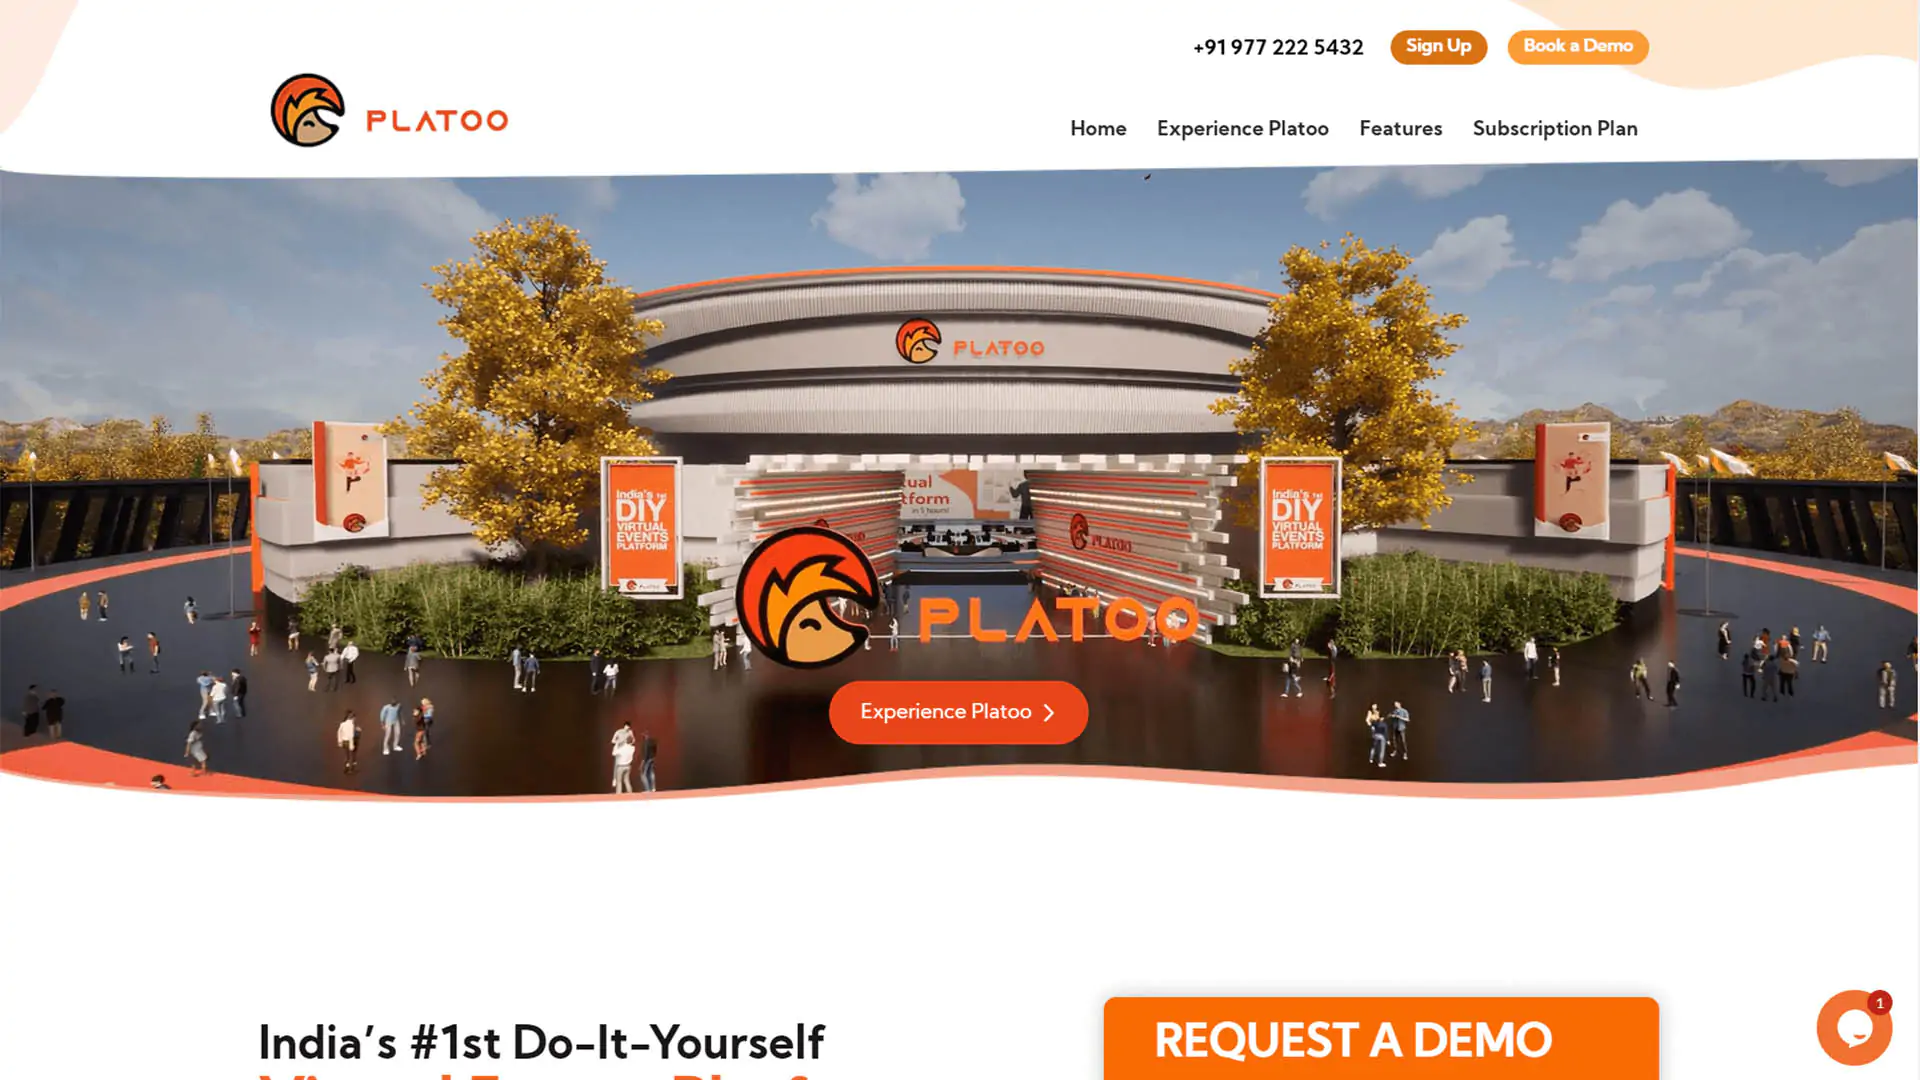 +91 977 222 5432
Sign Up
Book a Demo
PLATOO
Home
Experience Platoo
Features
Subscription Plan
PLATOO
tual
tform
in 5 hours!
India's 1st
DIY
VIRTUAL
EVENTS
PLATFORM
PLATOO
India's 1st
DIY
VIRTUAL
EVENTS
PLATFORM
PLATOO
PLATOO
PLATOO
Experience Platoo
India's #1st Do-It-Yourself
REQUEST A DEMO
1